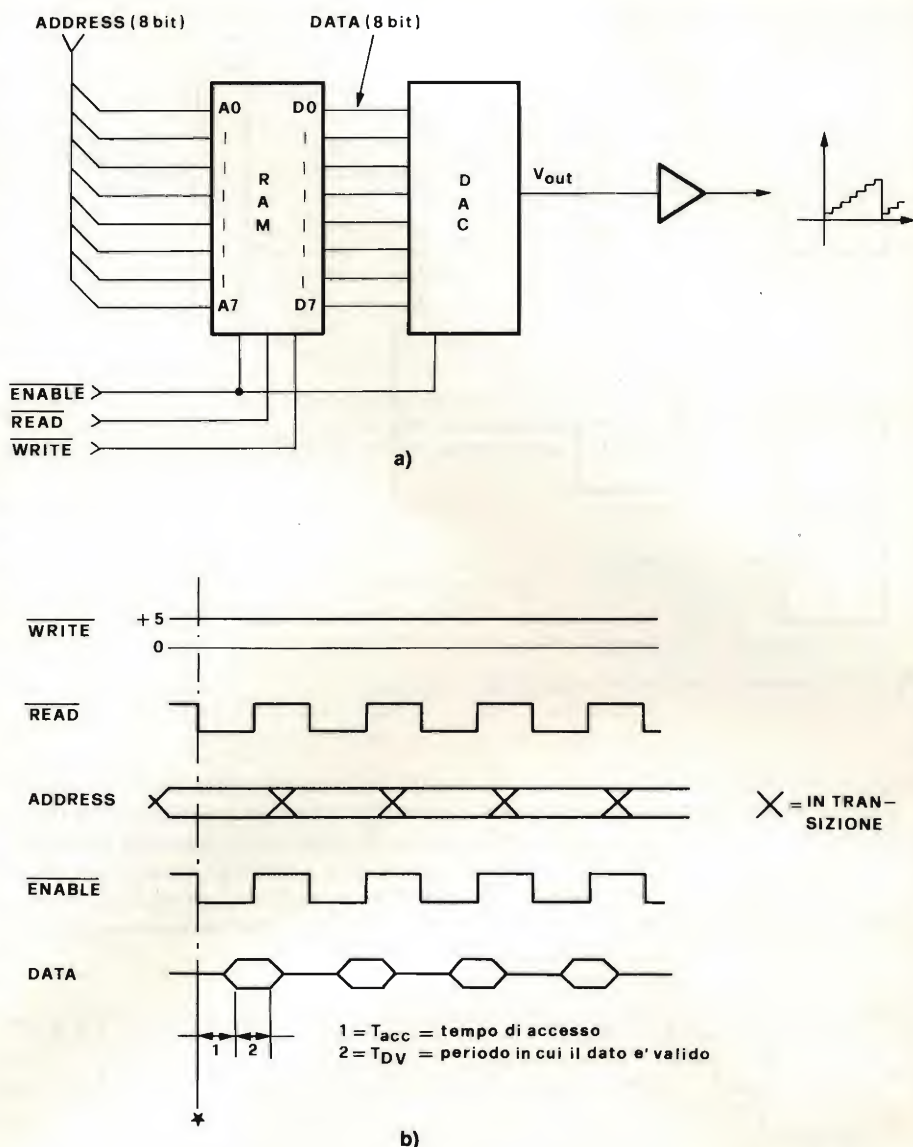 ADDRESS (8 bit)
DATA (8 bit)
A0
D0
RAM
DAC
Vout
A7
D7
ENABLE
READ
WRITE
a)
WRITE
+5
0
READ
ADDRESS
X = IN TRAN-
SIZIONE
ENABLE
DATA
1 2
1 = Tacc = tempo di accesso
2 = TDV = periodo in cui il dato e' valido
b)